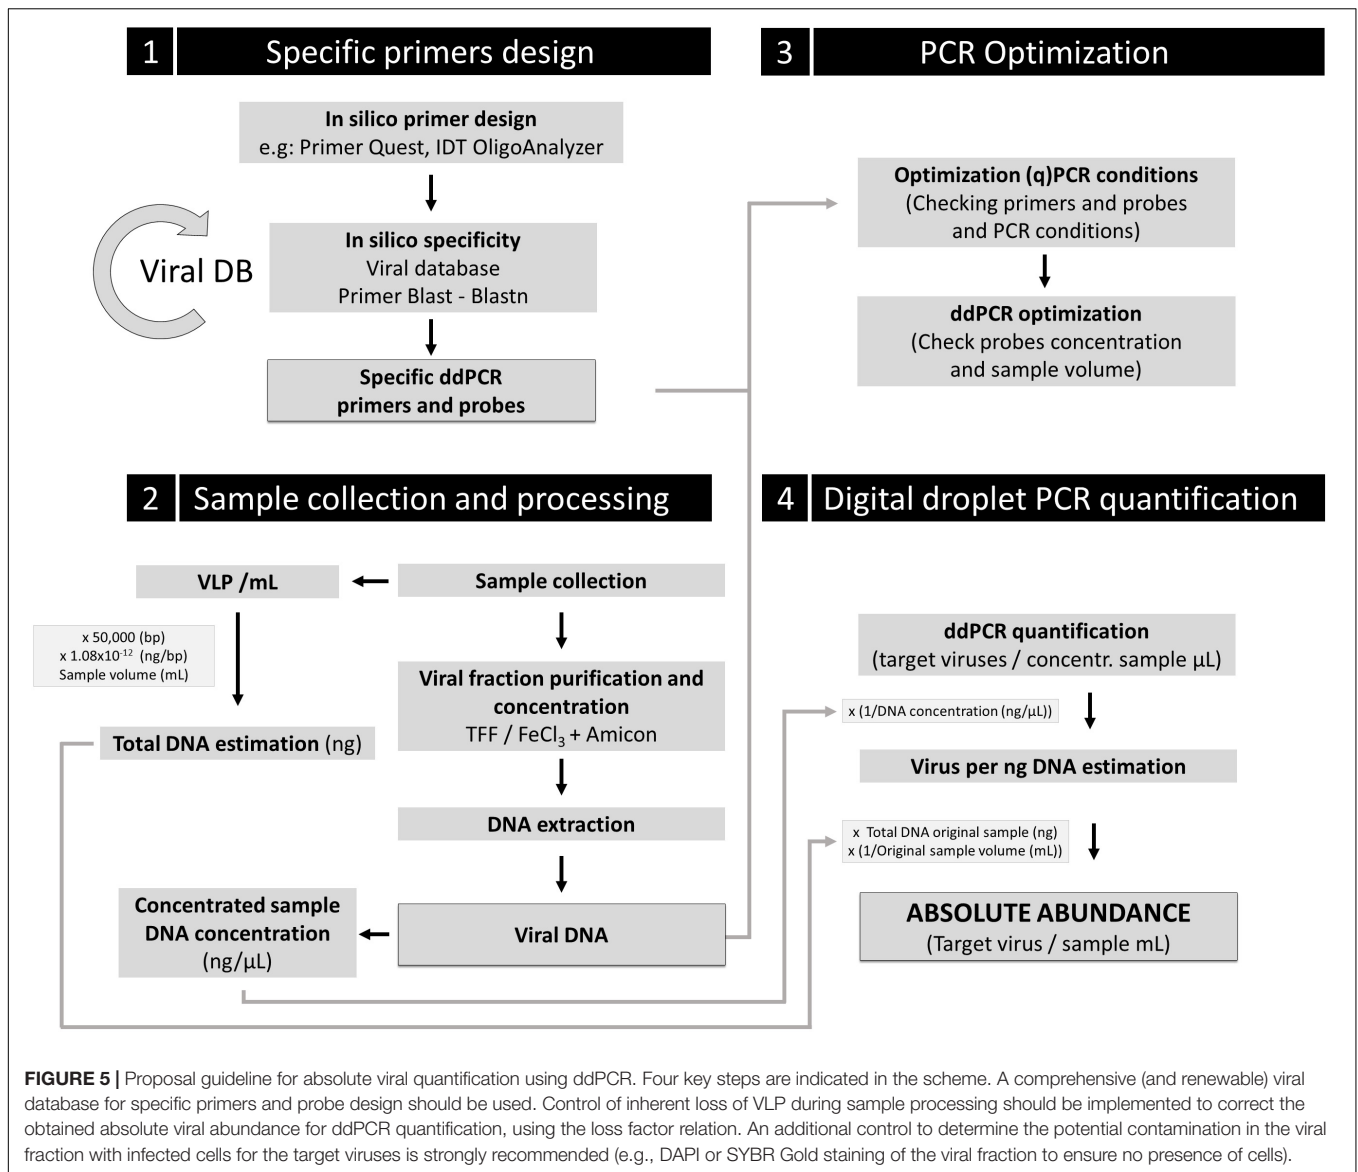 1 Specific primers design
In silico primer design
e.g: Primer Quest, IDT OligoAnalyzer
Viral DB
In silico specificity
Viral database
Primer Blast - Blastn
Specific ddPCR
primers and probes
2 Sample collection and processing
VLP /mL
Sample collection
x 50,000 (bp)
x 1.08x10⁻¹² (ng/bp)
Sample volume (mL)
Viral fraction purification and
concentration
TFF / FeCl₃ + Amicon
Total DNA estimation (ng)
DNA extraction
Concentrated sample
DNA concentration
(ng/µL)
Viral DNA
3 PCR Optimization
Optimization (q)PCR conditions
(Checking primers and probes
and PCR conditions)
ddPCR optimization
(Check probes concentration
and sample volume)
4 Digital droplet PCR quantification
ddPCR quantification
(target viruses / concentr. sample µL)
x (1/DNA concentration (ng/µL))
Virus per ng DNA estimation
x Total DNA original sample (ng)
x (1/Original sample volume (mL))
ABSOLUTE ABUNDANCE
(Target virus / sample mL)
FIGURE 5 | Proposal guideline for absolute viral quantification using ddPCR. Four key steps are indicated in the scheme. A comprehensive (and renewable) viral
database for specific primers and probe design should be used. Control of inherent loss of VLP during sample processing should be implemented to correct the
obtained absolute viral abundance for ddPCR quantification, using the loss factor relation. An additional control to determine the potential contamination in the viral
fraction with infected cells for the target viruses is strongly recommended (e.g., DAPI or SYBR Gold staining of the viral fraction to ensure no presence of cells).